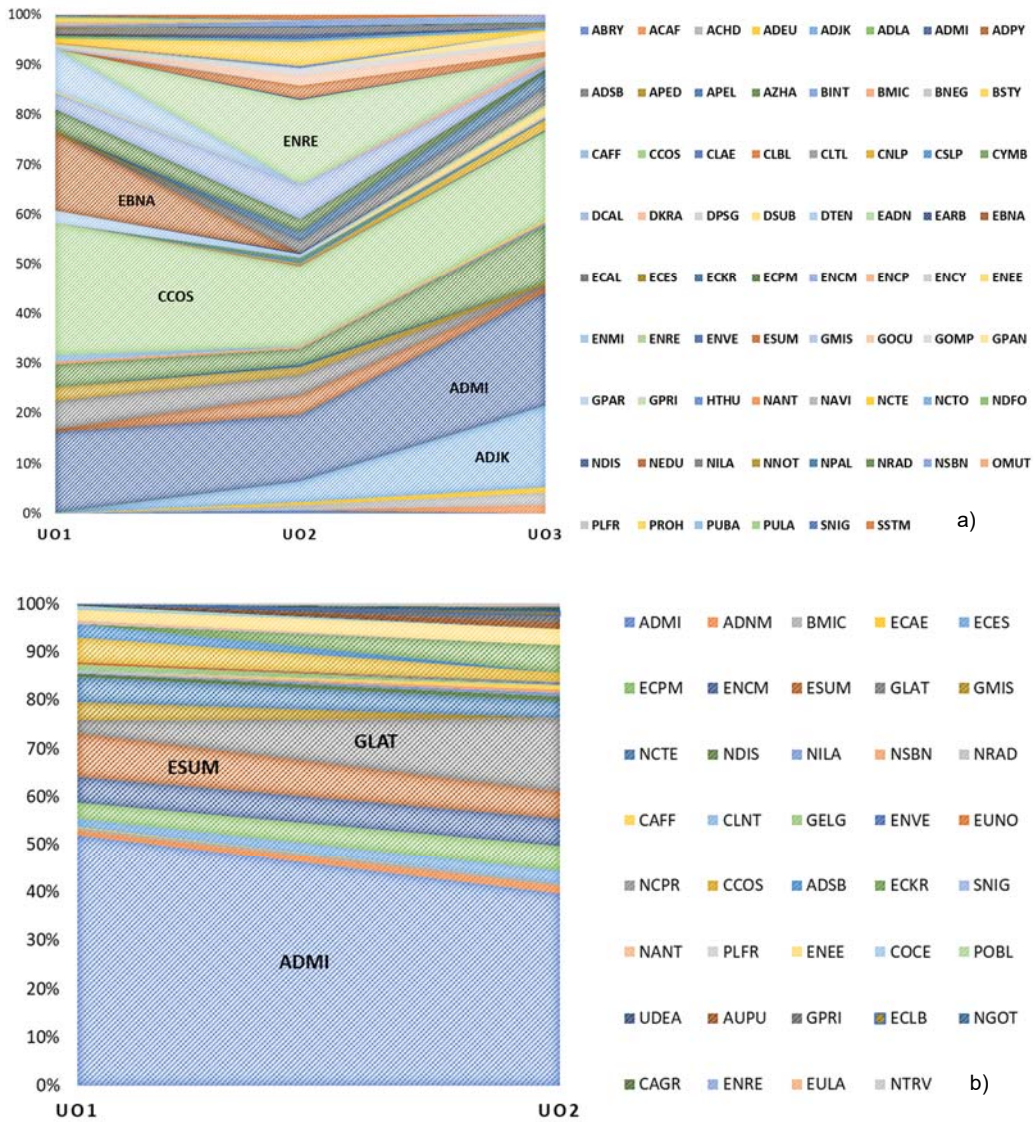 100%
90%
80%
70%
60%
50%
40%
30%
20%
10%
0%
ENRE
EBNA
CCOS
ADMI
ADJK
UO1 UO2 UO3
ABRY ACAF ACHD ADEU ADJK ADLA ADMI ADPY
ADSB APED APEL AZHA BINT BMIC BNEG BSTY
CAFF CCOS CLAE CLBL CLTL CNLP CSLP CYMB
DCAL DKRA DPSG DSUB DTEN EADN EARB EBNA
ECAL ECES ECKR ECPM ENCM ENCP ENCY ENEE
ENMI ENRE ENVE ESUM GMIS GOCU GOMP GPAN
GPAR GPRI HTHU NANT NAVI NCTE NCTO NDFO
NDIS NEDU NILA NNOT NPAL NRAD NSBN OMUT
PLFR PROH PUBA PULA SNIG SSTM
a)
100%
90%
80%
70%
60%
50%
40%
30%
20%
10%
0%
GLAT
ESUM
ADMI
UO1 UO2
ADMI ADNM BMIC ECAE ECES
ECPM ENCM ESUM GLAT GMIS
NCTE NDIS NILA NSBN NRAD
CAFF CLNT GELG ENVE EUNO
NCPR CCOS ADSB ECKR SNIG
NANT PLFR ENEE COCE POBL
UDEA AUPU GPRI ECLB NGOT
CAGR ENRE EULA NTRV
b)